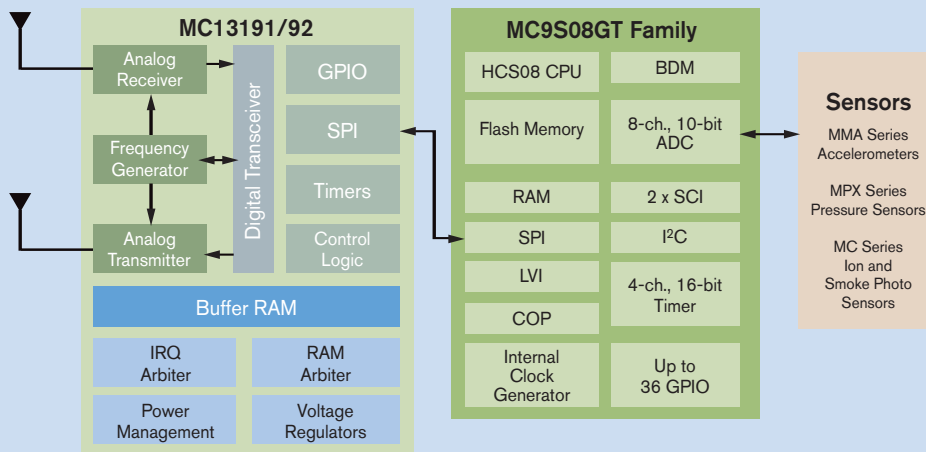 MC13191/92
Analog
Receiver
Frequency
Generator
Analog
Transmitter
Digital Transceiver
GPIO
SPI
Timers
Control
Logic
Buffer RAM
IRQ
Arbiter
RAM
Arbiter
Power
Management
Voltage
Regulators
MC9S08GT Family
HCS08 CPU
BDM
Flash Memory
8-ch., 10-bit
ADC
RAM
2 x SCI
SPI
I²C
LVI
4-ch., 16-bit
Timer
COP
Internal
Clock
Generator
Up to
36 GPIO
Sensors
MMA Series
Accelerometers
MPX Series
Pressure Sensors
MC Series
Ion and
Smoke Photo
Sensors